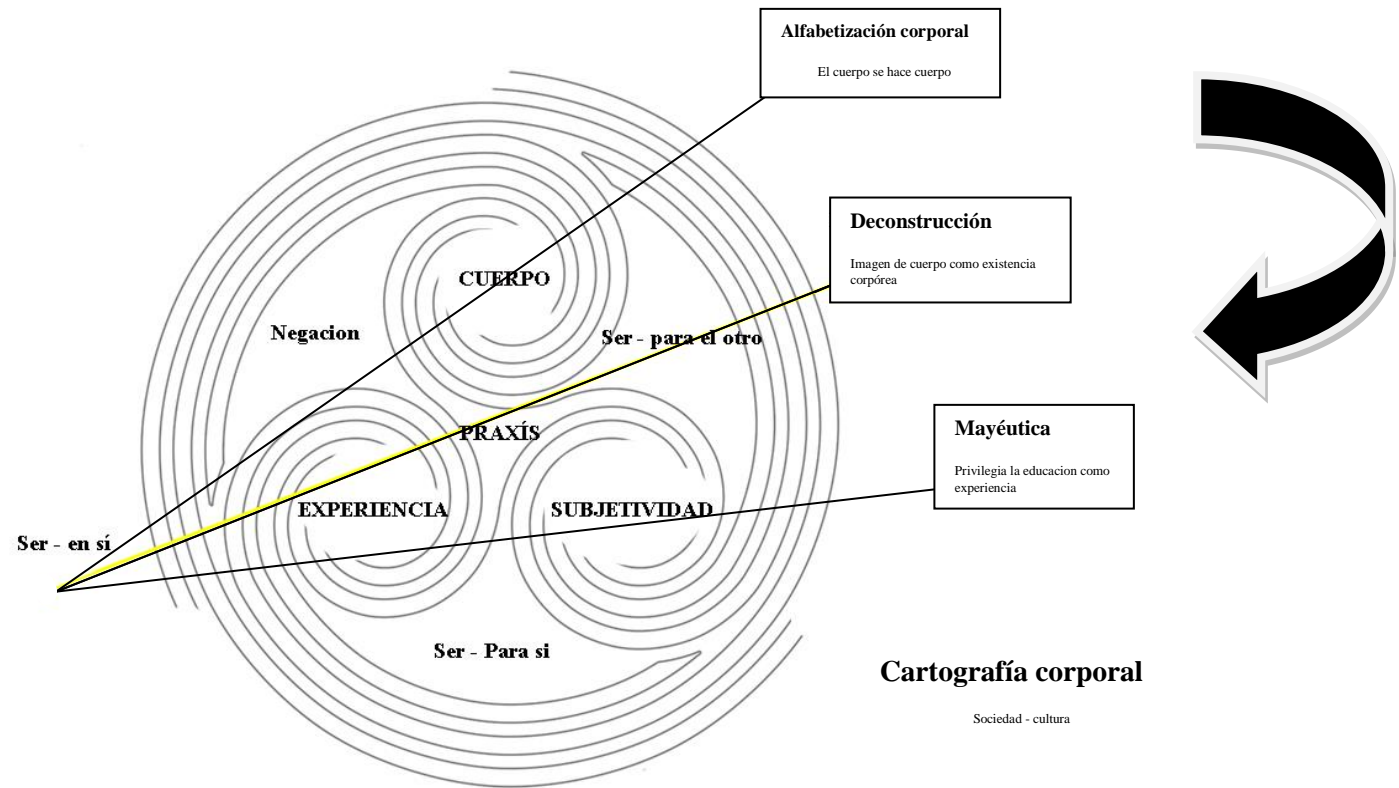 Alfabetización corporal
El cuerpo se hace cuerpo
Deconstrucción
Imagen de cuerpo como existencia
corpórea
CUERPO
Negacion
Ser - para el otro
PRAXÍS
Mayéutica
Privilegia la educacion como
experiencia
EXPERIENCIA
SUBJETIVIDAD
Ser - en sí
Ser - Para si
Cartografía corporal
Sociedad - cultura